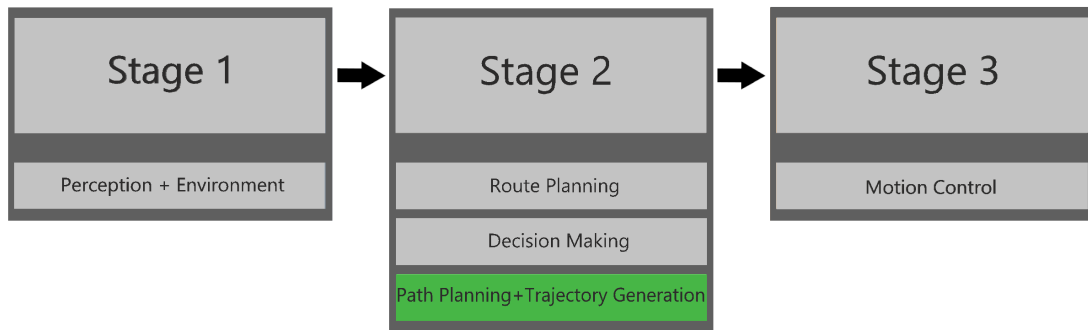 Stage 1
Perception + Environment
Stage 2
Route Planning
Decision Making
Path Planning+Trajectory Generation
Stage 3
Motion Control